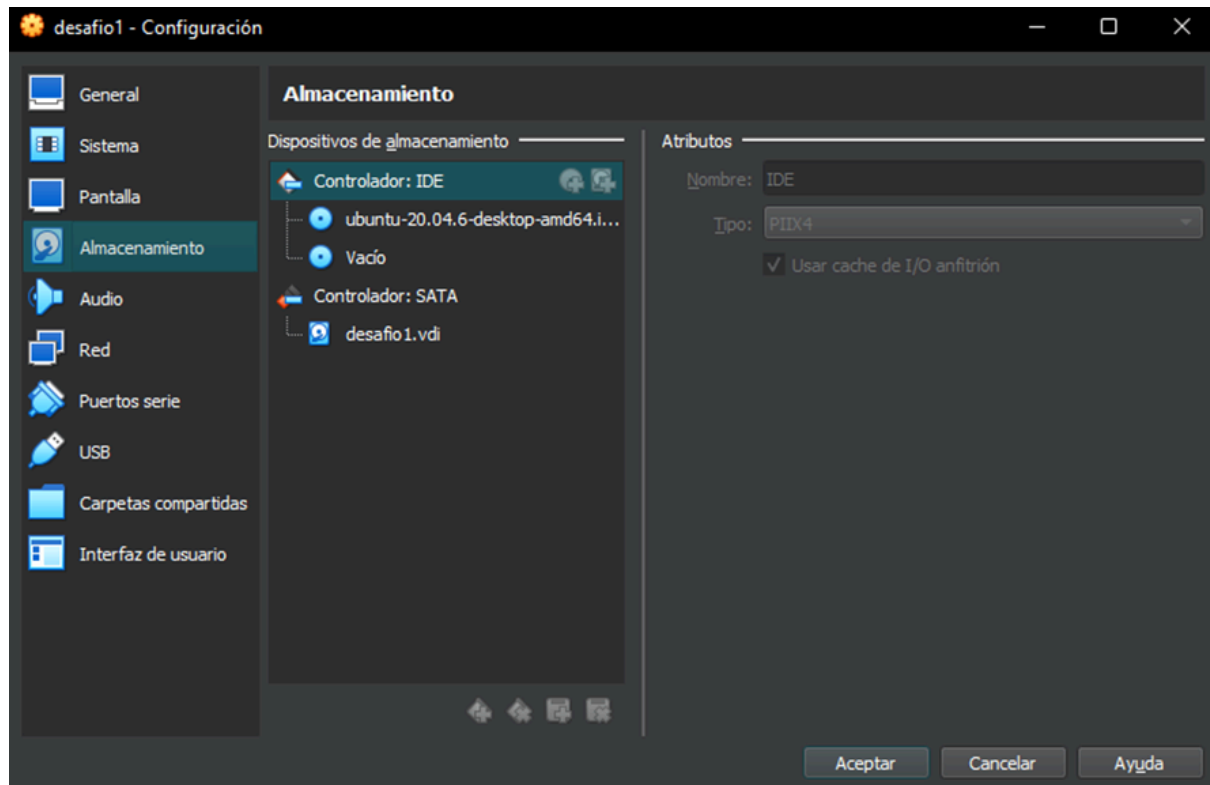 desafio1 - Configuración
General
Sistema
Pantalla
Almacenamiento
Audio
Red
Puertos serie
USB
Carpetas compartidas
Interfaz de usuario
Almacenamiento
Dispositivos de almacenamiento
Controlador: IDE
ubuntu-20.04.6-desktop-amd64.i...
Vacío
Controlador: SATA
desafio1.vdi
Atributos
Nombre: IDE
Tipo: PIIX4
Usar cache de I/O anfitrión
Aceptar Cancelar Ayuda